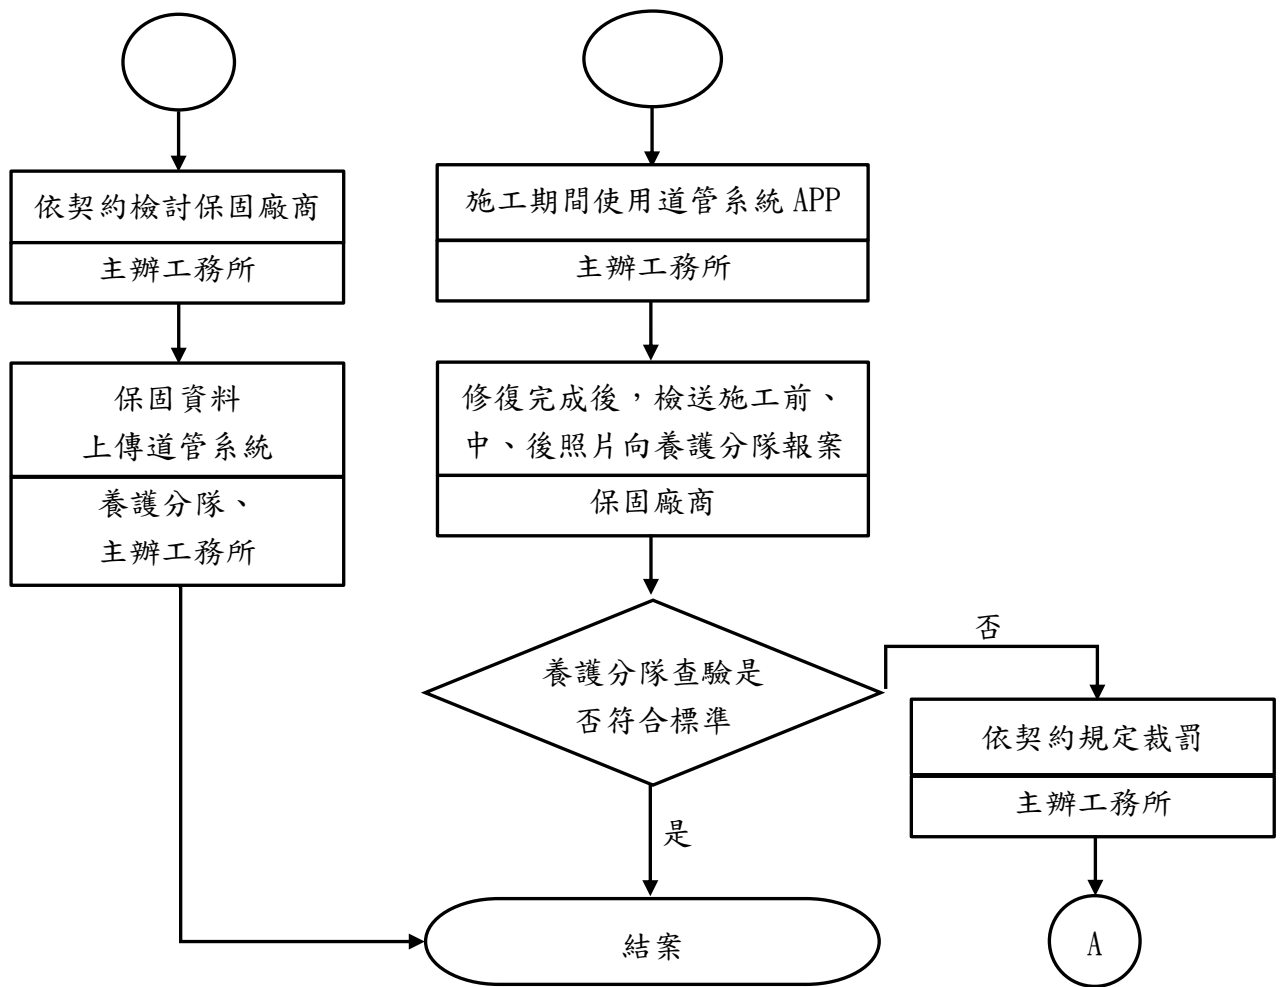 依契約檢討保固廠商
主辦工務所
保固資料
上傳道管系統
養護分隊、
主辦工務所
施工期間使用道管系統 APP
主辦工務所
修復完成後，檢送施工前、
中、後照片向養護分隊報案
保固廠商
養護分隊查驗是
否符合標準
否
依契約規定裁罰
主辦工務所
是
結案
A